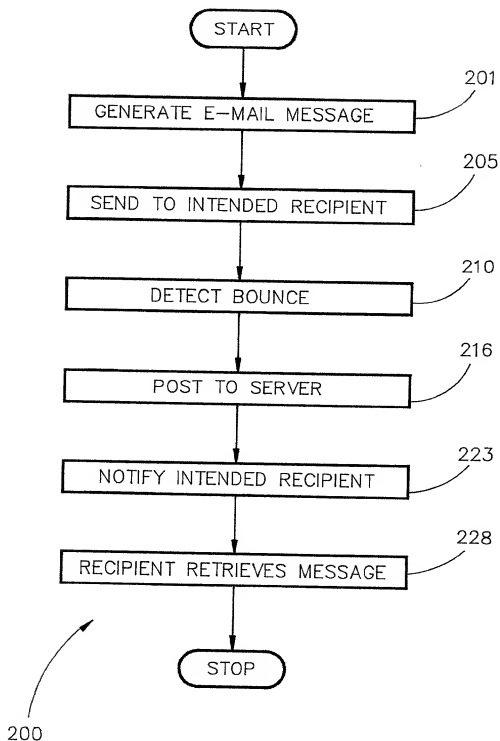 START
201
GENERATE E-MAIL MESSAGE
205
SEND TO INTENDED RECIPIENT
210
DETECT BOUNCE
216
POST TO SERVER
223
NOTIFY INTENDED RECIPIENT
228
RECIPIENT RETRIEVES MESSAGE
STOP
200